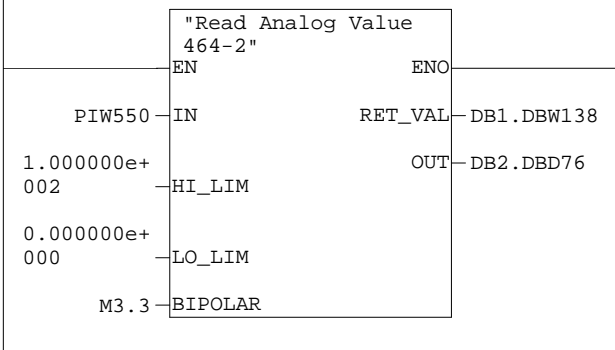 "Read Analog Value
464-2"
EN ENO
PIW550 IN RET_VAL DB1.DBW138
1.000000e+ OUT DB2.DBD76
002 HI_LIM
0.000000e+
000 LO_LIM
M3.3 BIPOLAR